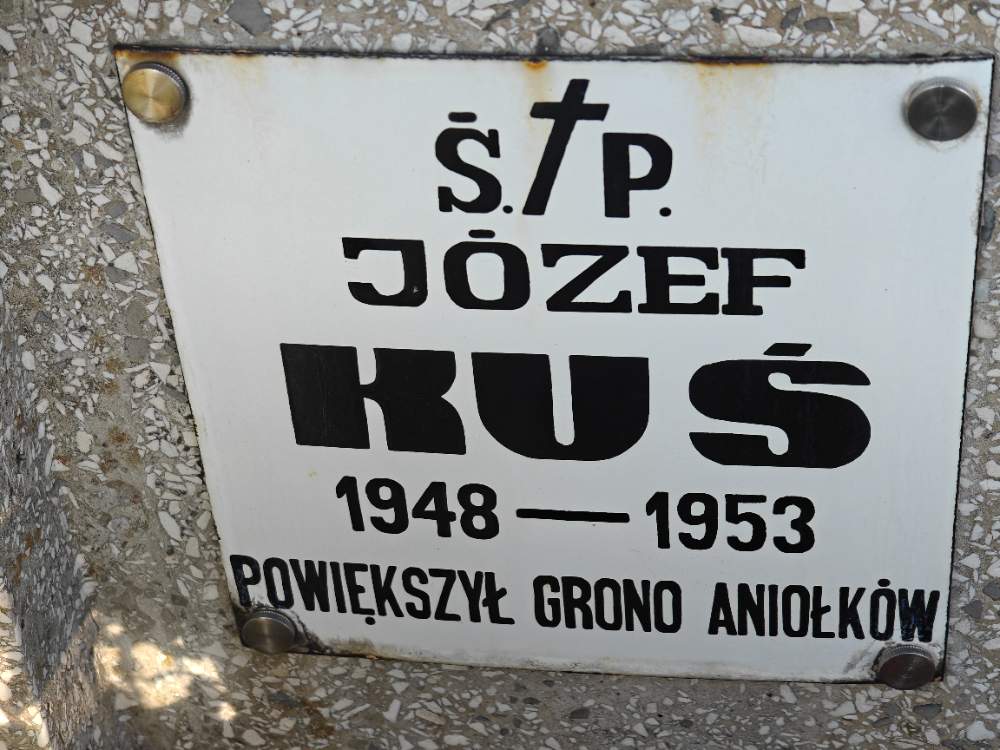 Ś.†P.
JÓZEF
KUŚ
1948 — 1953
POWIĘKSZYŁ GRONO ANIOŁKÓW